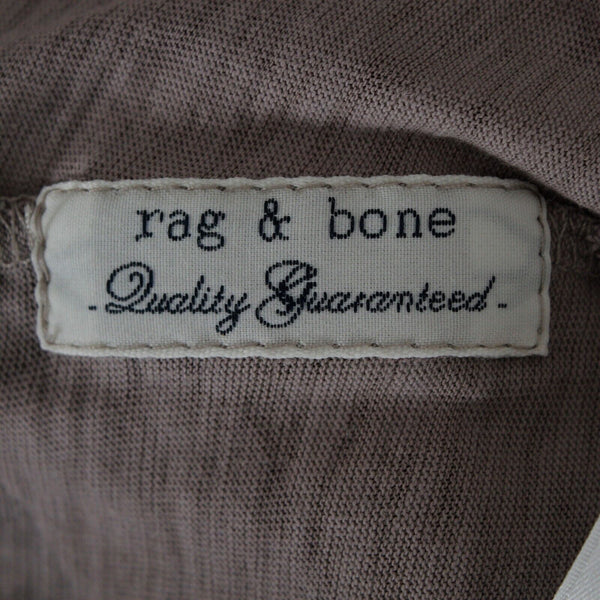 rag & bone
- Quality Guaranteed -